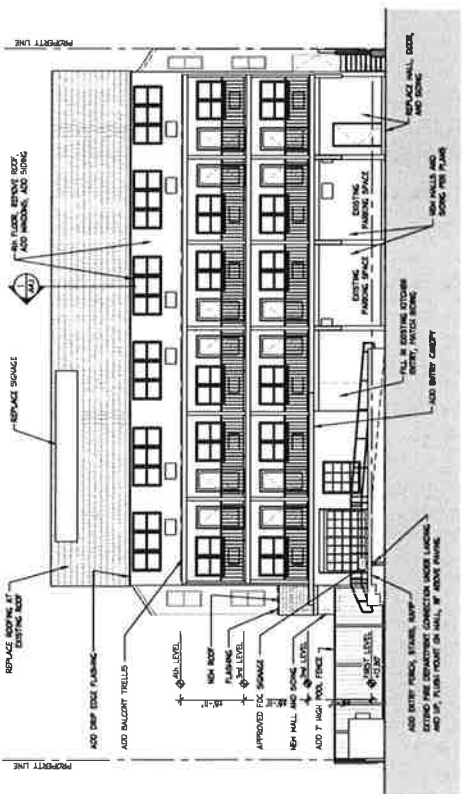 PROPERTY LINE
REPLACE ROOFING AT
EXISTING ROOF
REPLACE SIGNAGE
4th FLOOR, REMOVE ROOF,
ADD WINDOWS, ADD SIDING
1
PROPERTY LINE
ADD DRIP EDGE FLASHING
ADD BALCONY TRELLIS
4th LEVEL
NEW ROOF
FLASHING
3rd LEVEL
APPROVED FDC SIGNAGE
2nd LEVEL
NEW WALL AND SIDING
ADD 7' HIGH POOL FENCE
FIRST LEVEL
ADD ENTRY PORCH, STAIRS, RAMP
EXTEND FIRE DEPARTMENT CONNECTION UNDER LANDING
AND UP, FLUSH MOUNT ON WALL, 18" ABOVE PAVING
ADD ENTRY CANOPY
FILL IN EXISTING KITCHEN
ENTRY, MATCH SIDING
EXISTING
PARKING SPACE
EXISTING
PARKING SPACE
NEW WALLS AND
SIDING PER PLANS
REPLACE WALL, DOOR,
AND SIDING